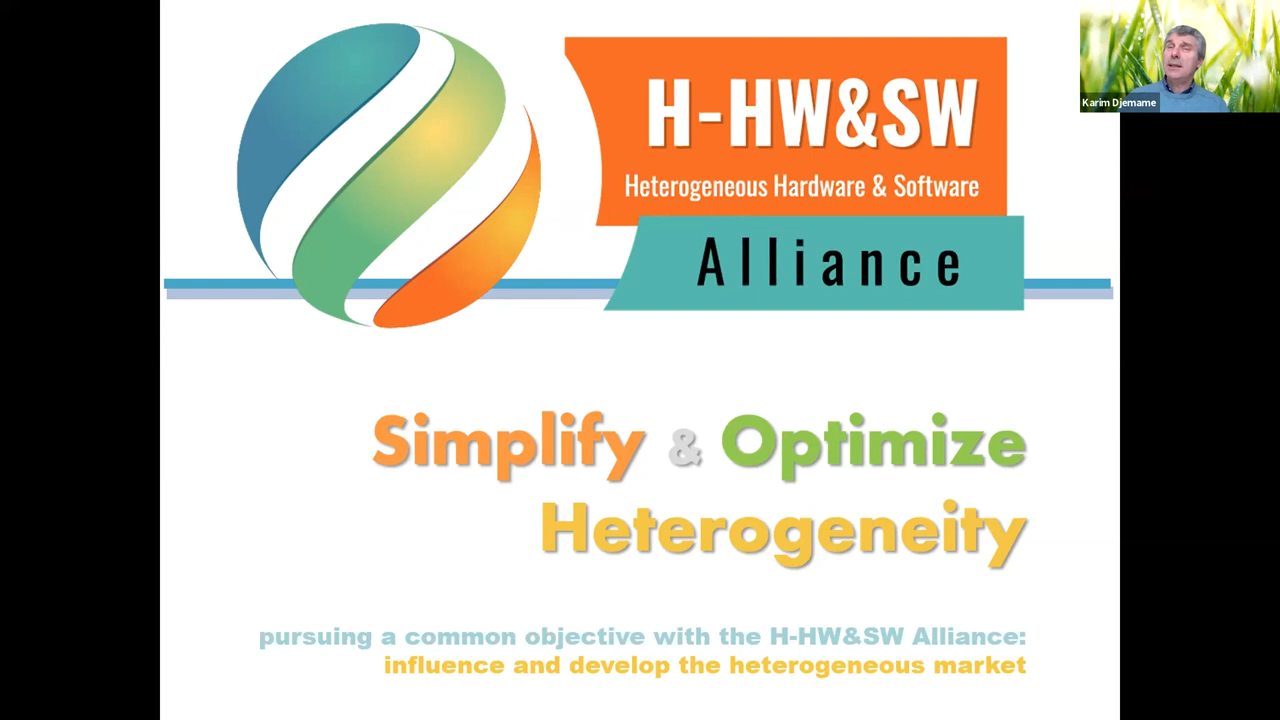 H-HW&SW
Heterogeneous Hardware & Software
Alliance
Karim Djemame
Simplify & Optimize
Heterogeneity
pursuing a common objective with the H-HW&SW Alliance:
influence and develop the heterogeneous market